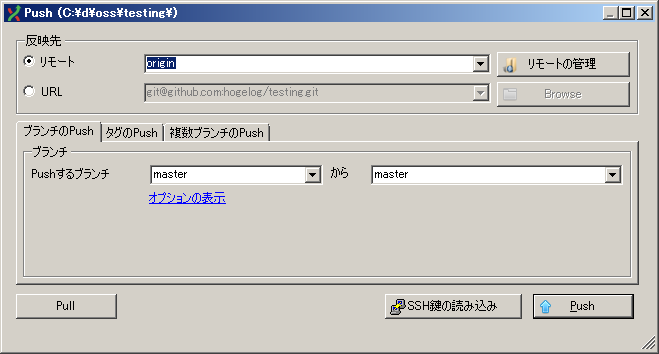 Push (C:¥d¥oss¥testing¥)
反映先
リモート
origin
リモートの管理
URL
git@github.com:hogelog/testing.git
Browse
ブランチのPush
タグのPush
複数ブランチのPush
ブランチ
Pushするブランチ
master
から
master
オプションの表示
Pull
SSH鍵の読み込み
Push